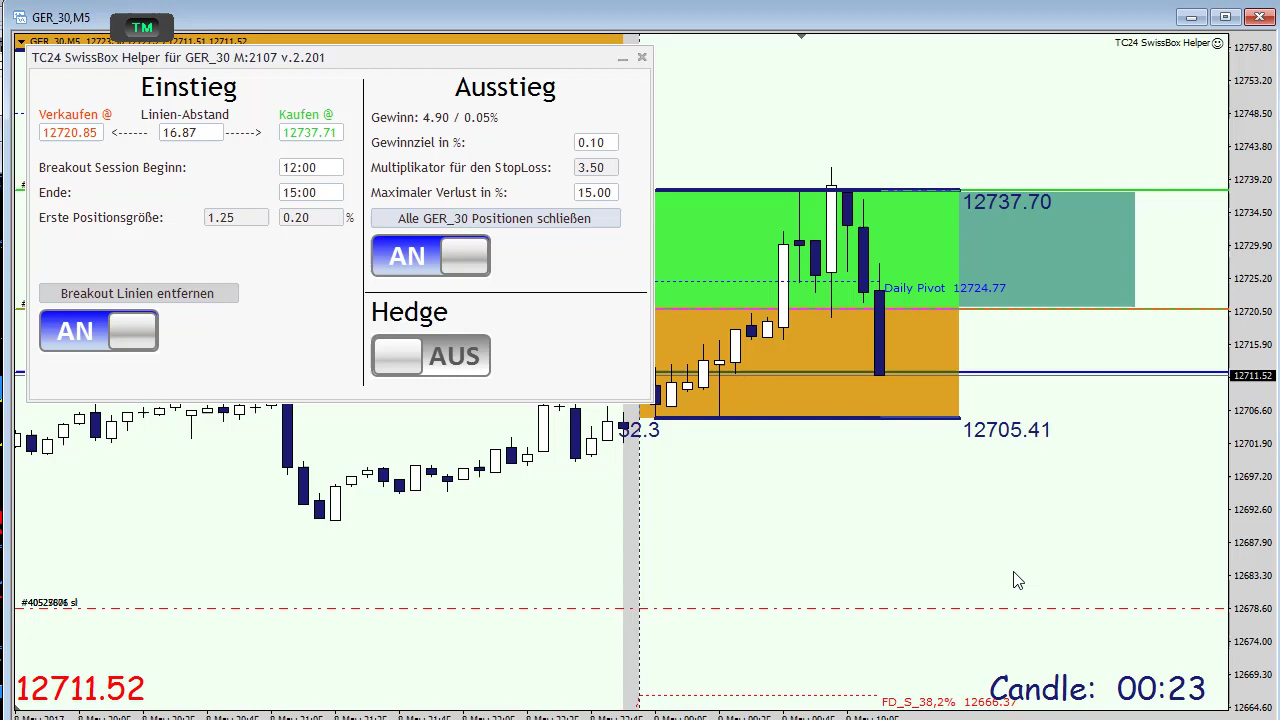 GER_30,M5
TM
TC24 SwissBox Helper für GER_30 M:2107 v.2.201
TC24 SwissBox Helper
Einstieg
Verkaufen @ Linien-Abstand Kaufen @
12720.85 <------ 16.87 -----> 12737.71
Breakout Session Beginn: 12:00
Ende: 15:00
Erste Positionsgröße: 1.25 0.20 %
Breakout Linien entfernen
AN
Ausstieg
Gewinn: 4.90 / 0.05%
Gewinnziel in %: 0.10
Multiplikator für den StopLoss: 3.50
Maximaler Verlust in %: 15.00
Alle GER_30 Positionen schließen
AN
Hedge
AUS
12737.70
Daily Pivot 12724.77
12705.41
32.3
12757.80
12753.20
12748.50
12743.80
12739.20
12734.50
12729.90
12725.20
12720.50
12715.90
12711.52
12706.60
12701.90
12697.20
12692.60
12687.90
12683.30
12678.60
12674.00
12669.30
12664.60
12711.52
FD_S_38,2%
Candle: 00:23